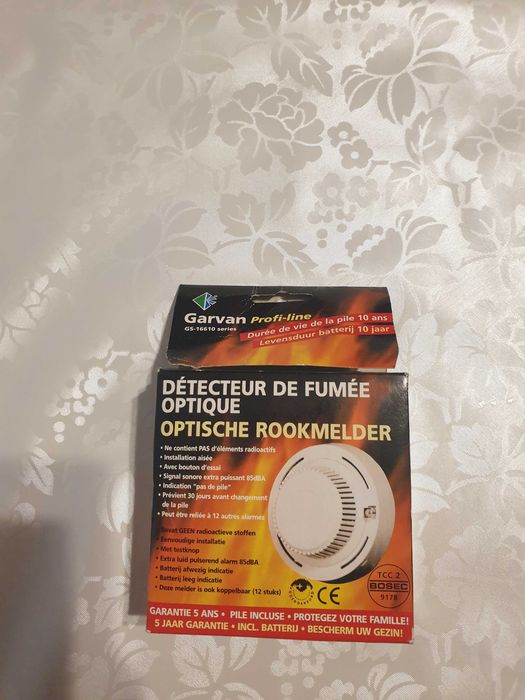 Garvan Profi-line
GS-16610 series
Durée de vie de la pile 10 ans
Levensduur batterij 10 jaar
DÉTECTEUR DE FUMÉE
OPTIQUE
OPTISCHE ROOKMELDER
• Ne contient PAS d'éléments radioactifs
• Installation aisée
• Avec bouton d'essai
• Signal sonore extra puissant 85dBA
• Indication "pas de pile"
• Prévient 30 jours avant changement
de la pile
• Peut être reliée à 12 autres alarmes
• Bevat GEEN radioactieve stoffen
• Eenvoudige installatie
• Met testknop
• Extra luid pulserend alarm 85dBA
• Batterij afwezig indicatie
• Batterij leeg indicatie
• Deze melder is ook koppelbaar (12 stuks)
CE
TCC 2
BOSEC
9178
GARANTIE 5 ANS • PILE INCLUSE • PROTEGEZ VOTRE FAMILLE!
5 JAAR GARANTIE • INCL. BATTERIJ • BESCHERM UW GEZIN!